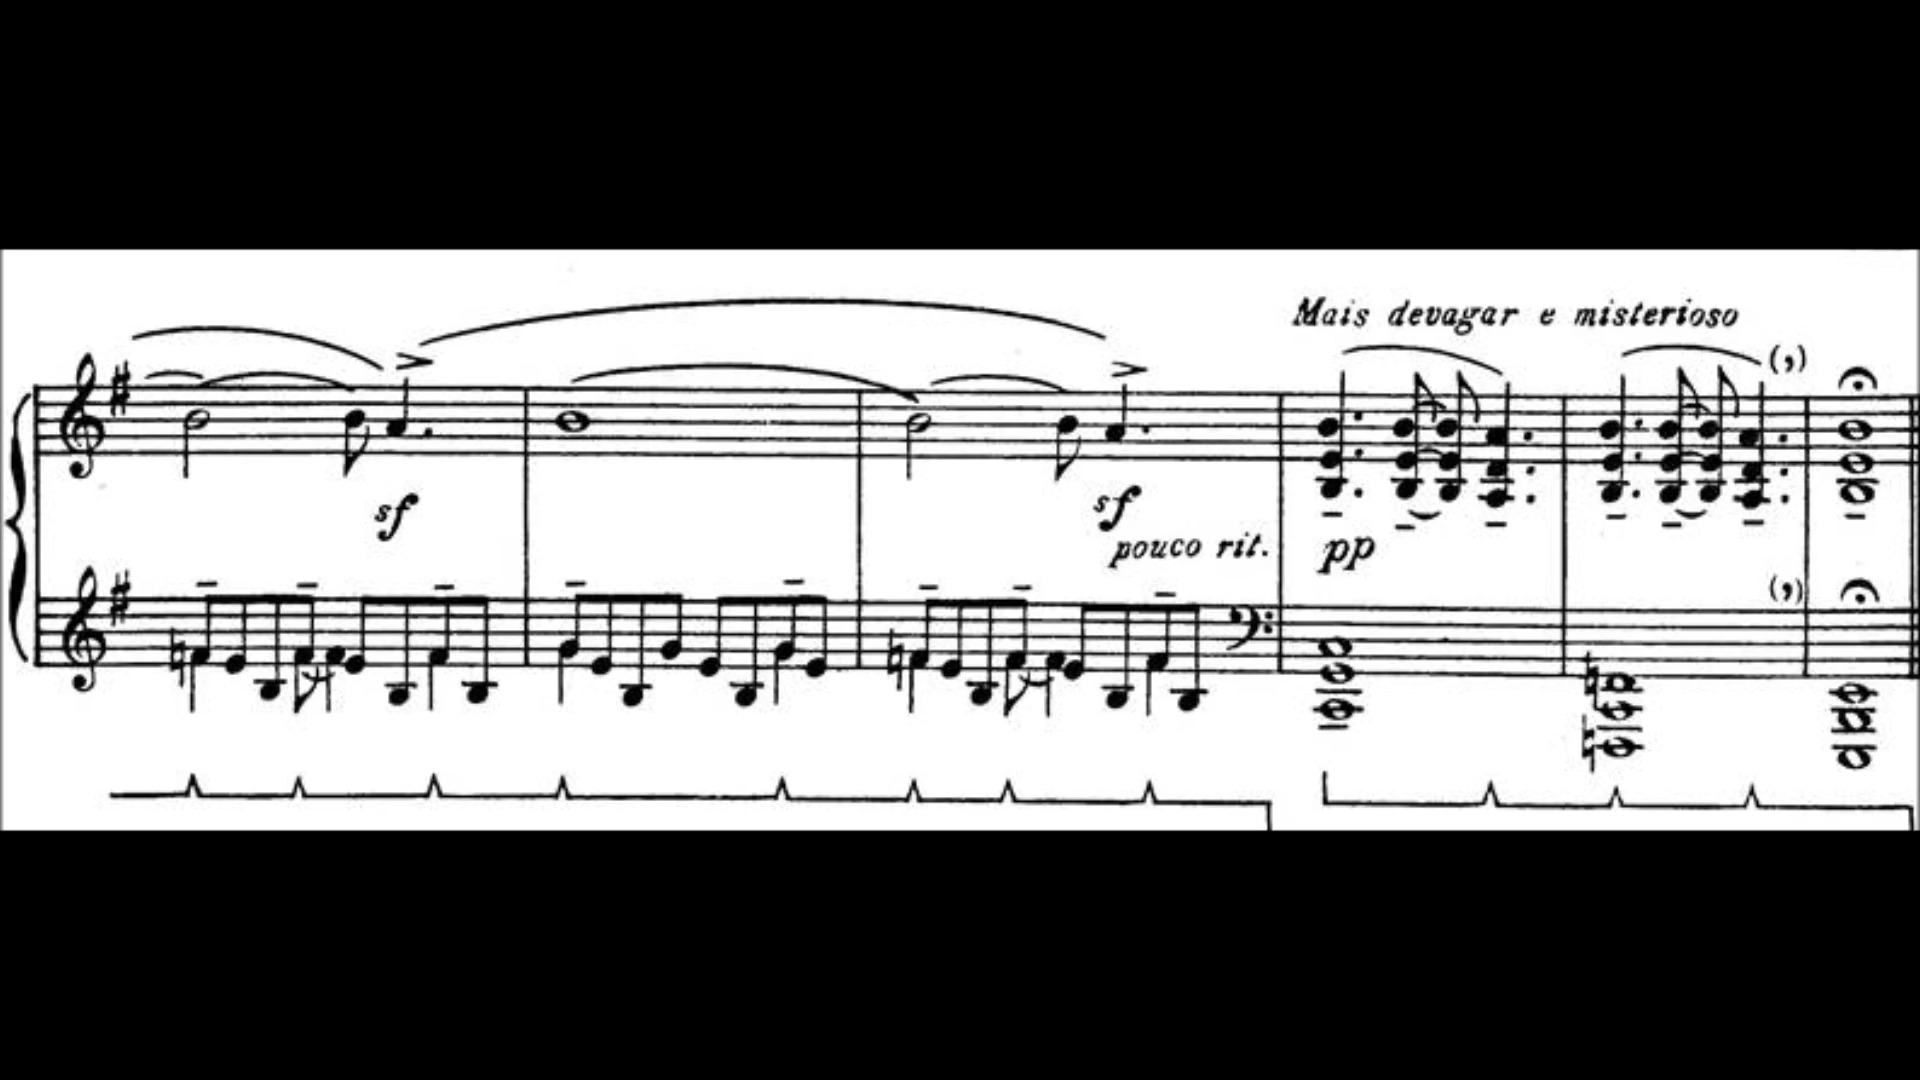 Mais devagar e misterioso
sf
sf
pouco rit.
pp